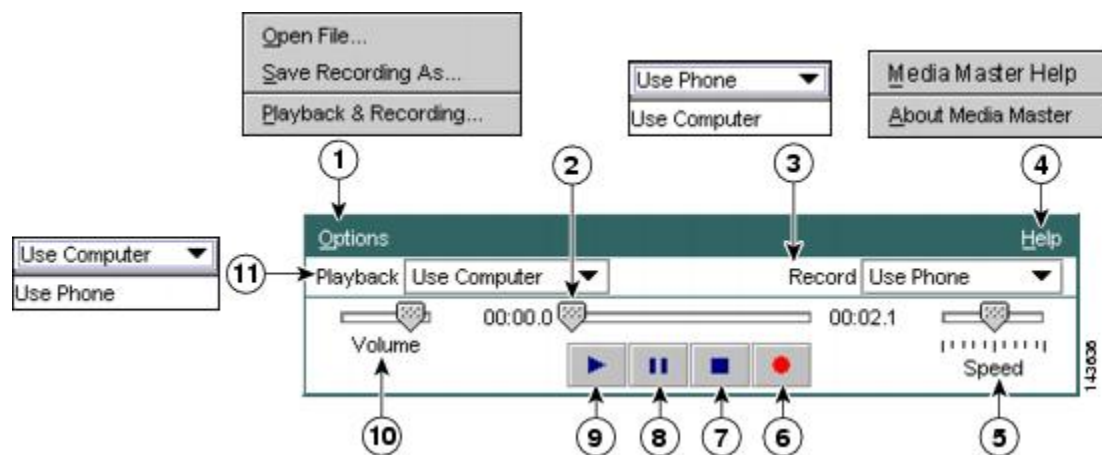 Open File...
Save Recording As...
Playback & Recording...
Use Phone
Use Computer
Media Master Help
About Media Master
1
2
3
4
Options
Help
Use Computer
Use Phone
11
Playback
Use Computer
Record
Use Phone
00:00.0
00:02.1
Volume
Speed
10
9
8
7
6
5
143636